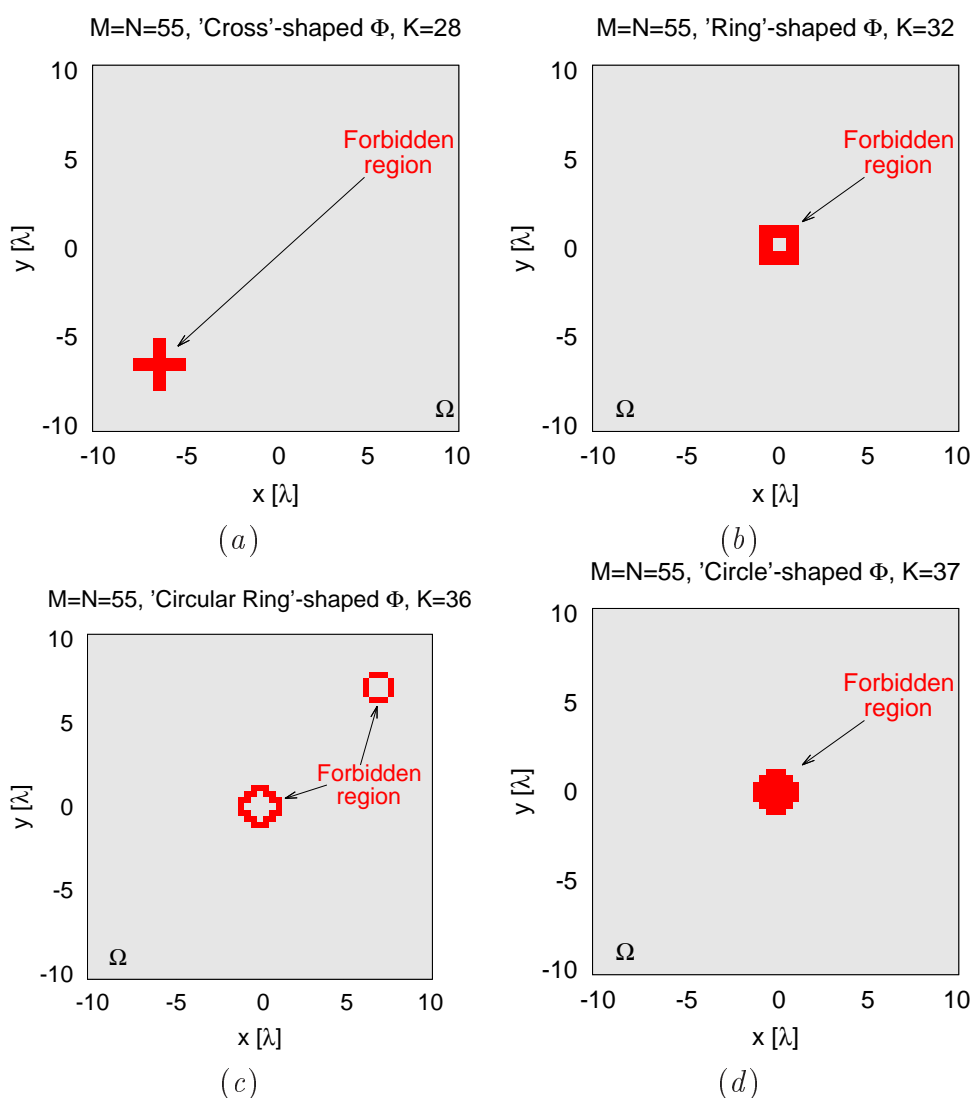 M=N=55, 'Cross'-shaped Φ, K=28
10
5
0
-5
-10
y [λ]
Forbidden
region
Ω
-10 -5 0 5 10
x [λ]
(a)
M=N=55, 'Ring'-shaped Φ, K=32
10
5
0
-5
-10
y [λ]
Forbidden
region
Ω
-10 -5 0 5 10
x [λ]
(b)
M=N=55, 'Circular Ring'-shaped Φ, K=36
10
5
0
-5
-10
y [λ]
Forbidden
region
Ω
-10 -5 0 5 10
x [λ]
(c)
M=N=55, 'Circle'-shaped Φ, K=37
10
5
0
-5
-10
y [λ]
Forbidden
region
Ω
-10 -5 0 5 10
x [λ]
(d)